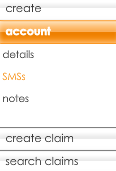 create
account
details
SMSs
notes
create claim
search claims